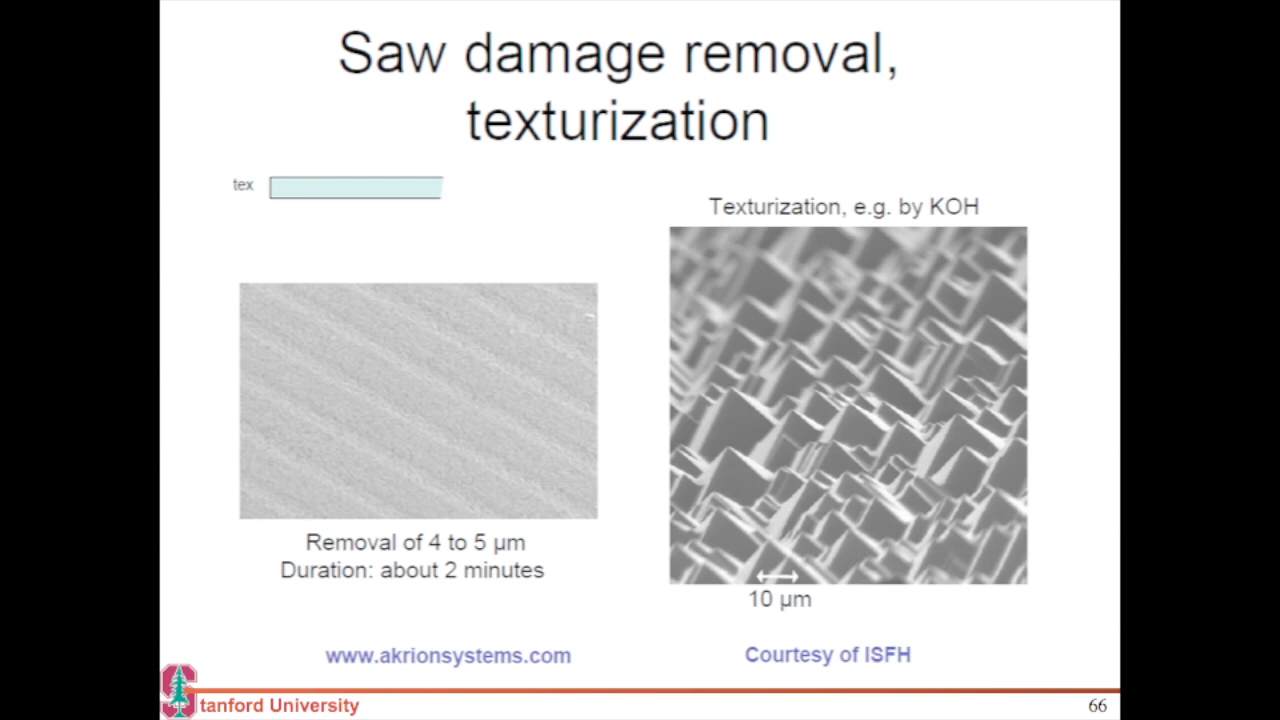 Saw damage removal,
texturization
tex
Texturization, e.g. by KOH
Removal of 4 to 5 µm
Duration: about 2 minutes
10 µm
www.akrionsystems.com
Courtesy of ISFH
Stanford University
66